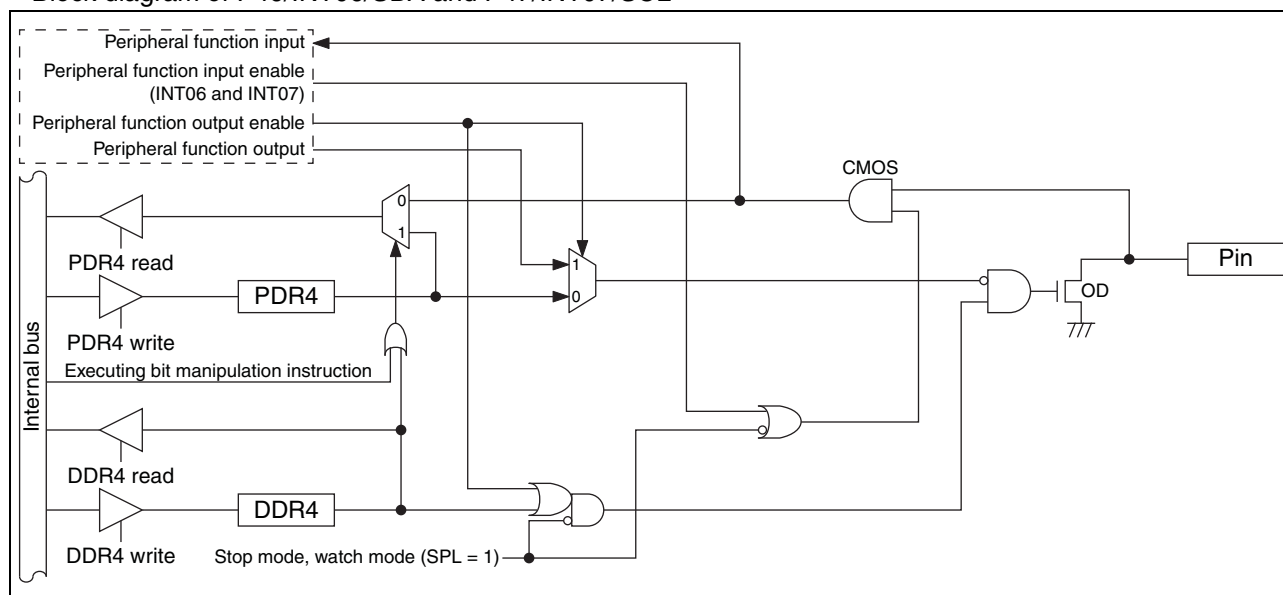 Peripheral function input
Peripheral function input enable
(INT06 and INT07)
Peripheral function output enable
Peripheral function output
CMOS
0
1
PDR4 read
1
Pin
PDR4
0
OD
PDR4 write
Executing bit manipulation instruction
Internal bus
DDR4 read
DDR4
DDR4 write
Stop mode, watch mode (SPL = 1)